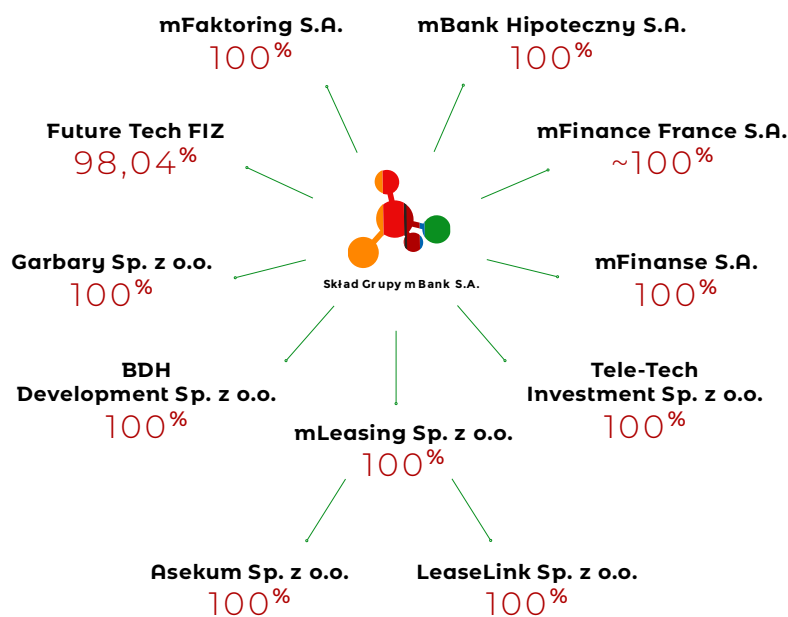 mFaktoring S.A.
100%
mBank Hipoteczny S.A.
100%
Future Tech FIZ
98,04%
mFinance France S.A.
~100%
Garbary Sp. z o.o.
100%
mFinanse S.A.
100%
Skład Grupy mBank S.A.
BDH
Development Sp. z o.o.
100%
Tele-Tech
Investment Sp. z o.o.
100%
mLeasing Sp. z o.o.
100%
Asekum Sp. z o.o.
100%
LeaseLink Sp. z o.o.
100%